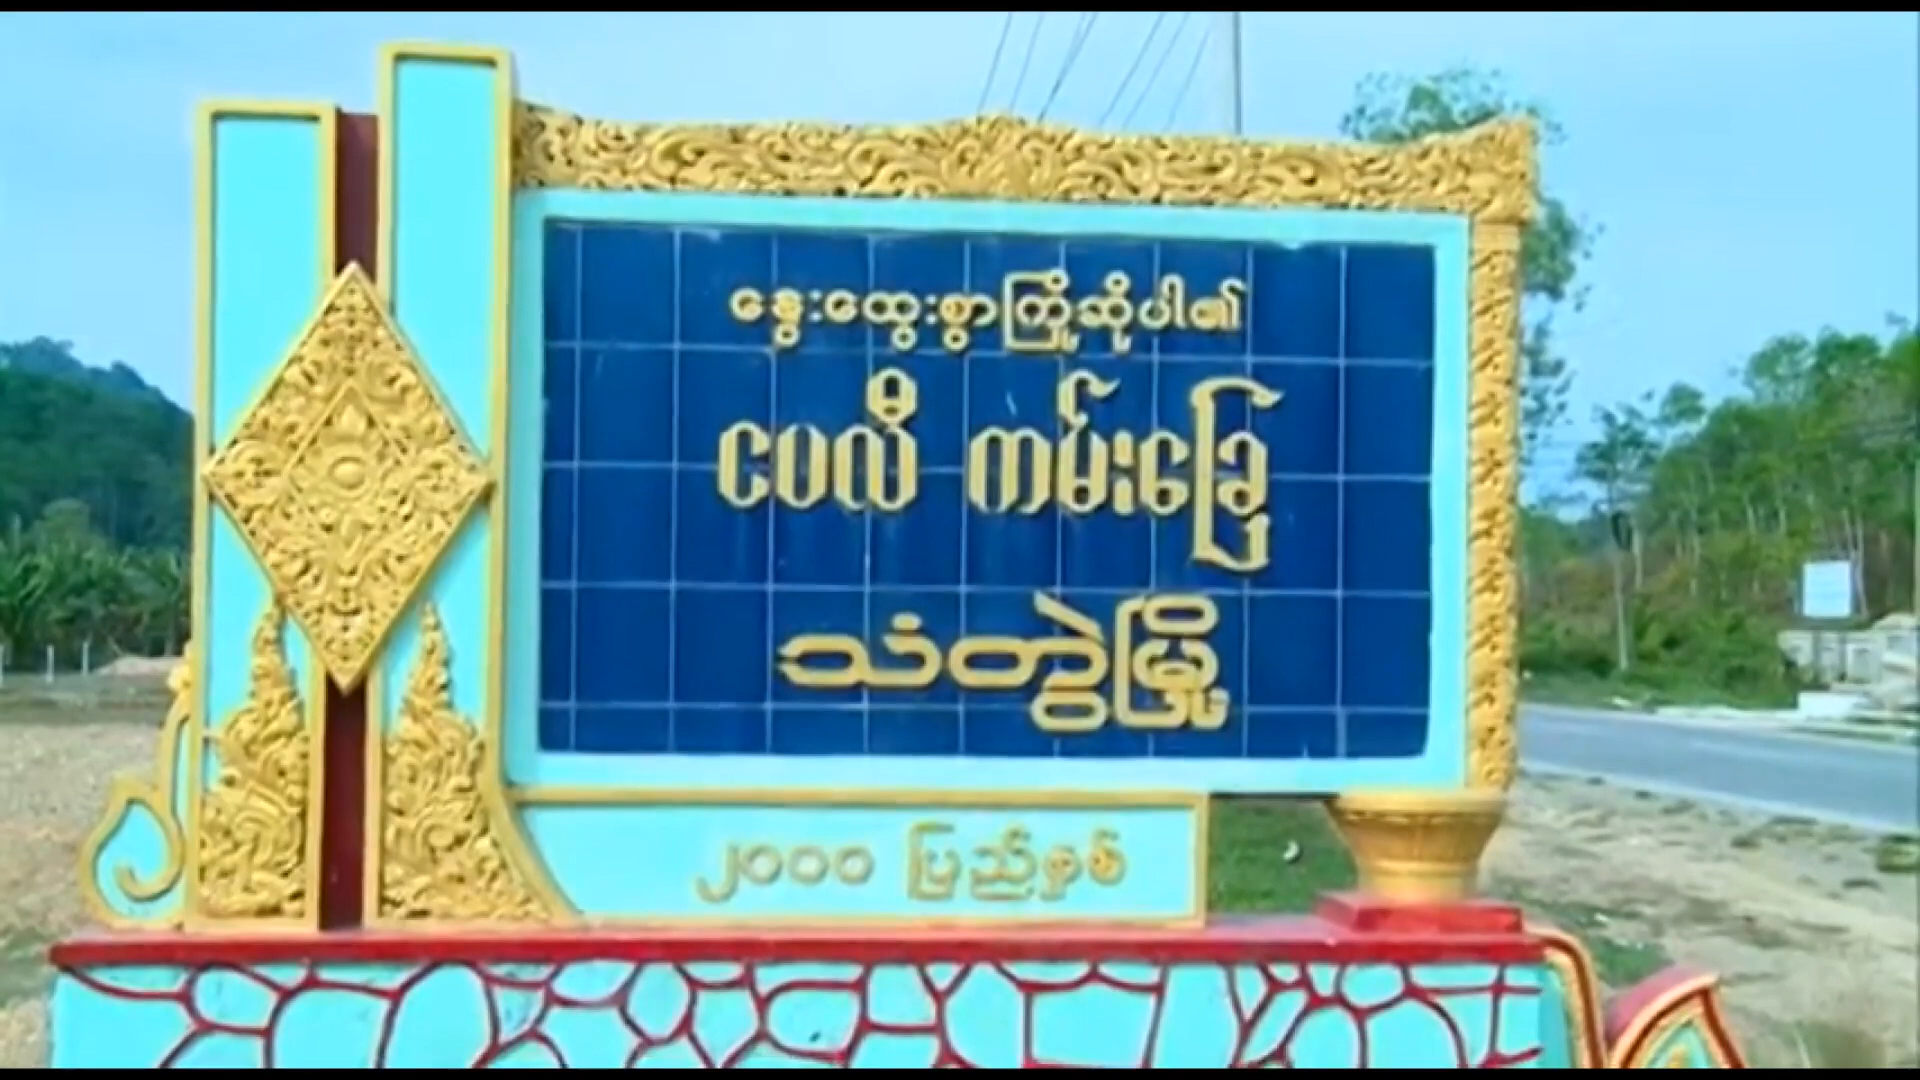 နွေးထွေးစွာကြိုဆိုပါ၏
ငပလီ ကမ်းခြေ
သံတွဲမြို့
၂၀၀၀ ပြည့်နှစ်